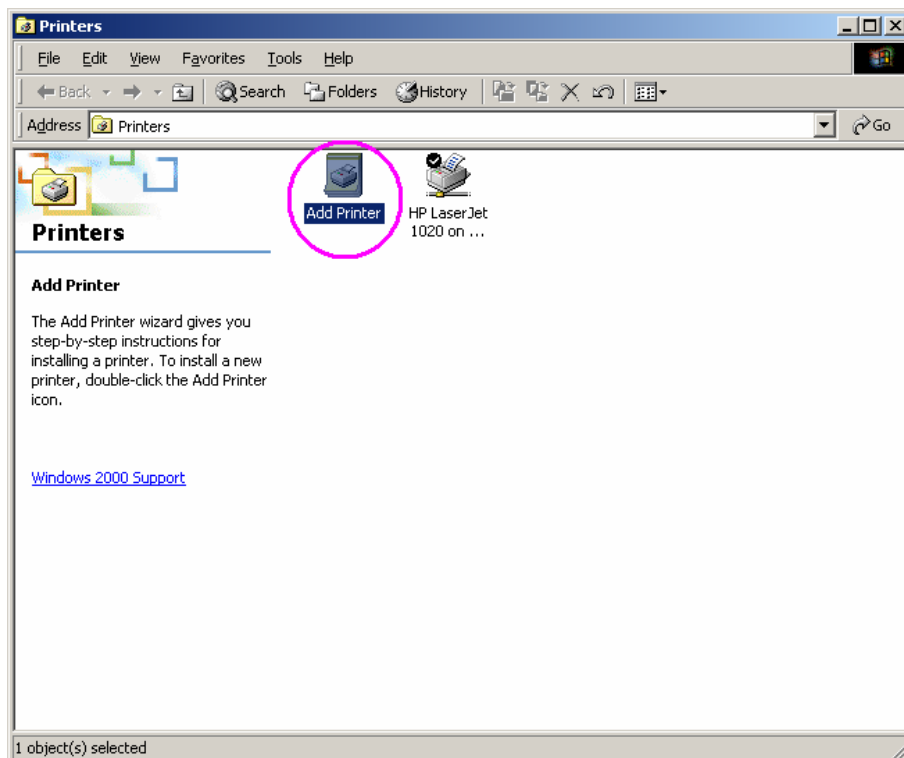 Printers
File Edit View Favorites Tools Help
Back Search Folders History
Address Printers Go
Add Printer
HP LaserJet
1020 on ...
Printers
Add Printer
The Add Printer wizard gives you
step-by-step instructions for
installing a printer. To install a new
printer, double-click the Add Printer
icon.
Windows 2000 Support
1 object(s) selected